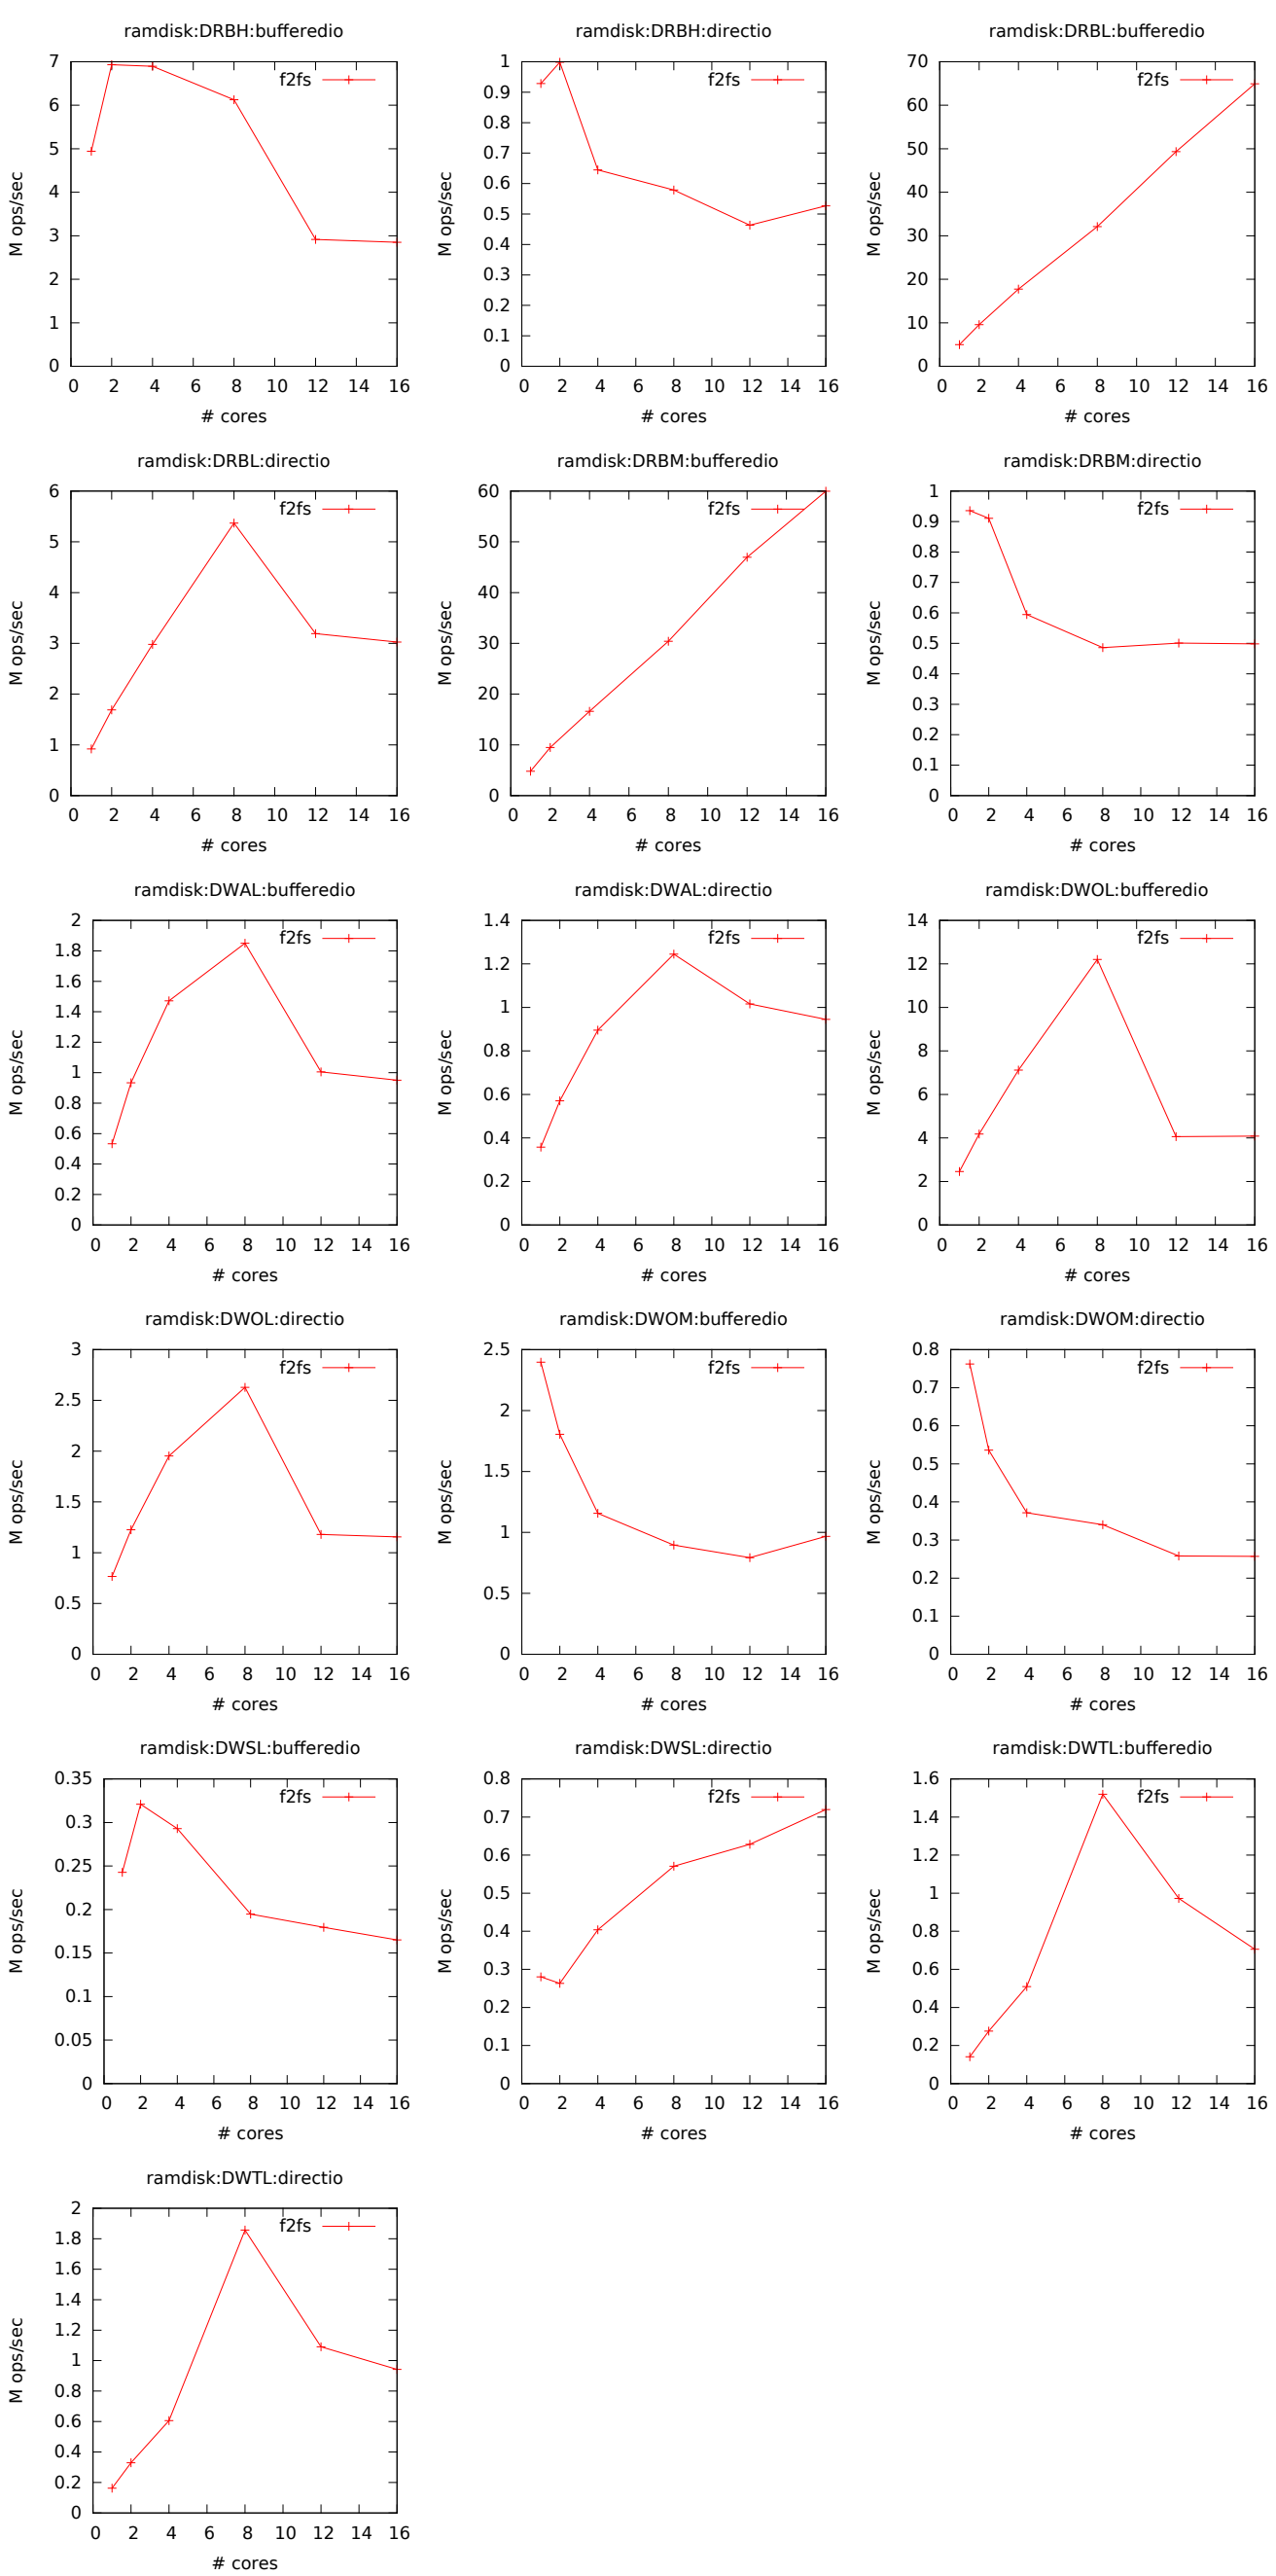 ramdisk:DRBH:bufferedio
7
6
5
4
3
2
1
0
M ops/sec
f2fs
0 2 4 6 8 10 12 14 16
# cores
ramdisk:DRBH:directio
1
0.9
0.8
0.7
0.6
0.5
0.4
0.3
0.2
0.1
0
M ops/sec
f2fs
0 2 4 6 8 10 12 14 16
# cores
ramdisk:DRBL:bufferedio
70
60
50
40
30
20
10
0
M ops/sec
f2fs
0 2 4 6 8 10 12 14 16
# cores
ramdisk:DRBL:directio
6
5
4
3
2
1
0
M ops/sec
f2fs
0 2 4 6 8 10 12 14 16
# cores
ramdisk:DRBM:bufferedio
60
50
40
30
20
10
0
M ops/sec
f2fs
0 2 4 6 8 10 12 14 16
# cores
ramdisk:DRBM:directio
1
0.9
0.8
0.7
0.6
0.5
0.4
0.3
0.2
0.1
0
M ops/sec
f2fs
0 2 4 6 8 10 12 14 16
# cores
ramdisk:DWAL:bufferedio
2
1.8
1.6
1.4
1.2
1
0.8
0.6
0.4
0.2
0
M ops/sec
f2fs
0 2 4 6 8 10 12 14 16
# cores
ramdisk:DWAL:directio
1.4
1.2
1
0.8
0.6
0.4
0.2
0
M ops/sec
f2fs
0 2 4 6 8 10 12 14 16
# cores
ramdisk:DWOL:bufferedio
14
12
10
8
6
4
2
0
M ops/sec
f2fs
0 2 4 6 8 10 12 14 16
# cores
ramdisk:DWOL:directio
3
2.5
2
1.5
1
0.5
0
M ops/sec
f2fs
0 2 4 6 8 10 12 14 16
# cores
ramdisk:DWOM:bufferedio
2.5
2
1.5
1
0.5
0
M ops/sec
f2fs
0 2 4 6 8 10 12 14 16
# cores
ramdisk:DWOM:directio
0.8
0.7
0.6
0.5
0.4
0.3
0.2
0.1
0
M ops/sec
f2fs
0 2 4 6 8 10 12 14 16
# cores
ramdisk:DWSL:bufferedio
0.35
0.3
0.25
0.2
0.15
0.1
0.05
0
M ops/sec
f2fs
0 2 4 6 8 10 12 14 16
# cores
ramdisk:DWSL:directio
0.8
0.7
0.6
0.5
0.4
0.3
0.2
0.1
0
M ops/sec
f2fs
0 2 4 6 8 10 12 14 16
# cores
ramdisk:DWTL:bufferedio
1.6
1.4
1.2
1
0.8
0.6
0.4
0.2
0
M ops/sec
f2fs
0 2 4 6 8 10 12 14 16
# cores
ramdisk:DWTL:directio
2
1.8
1.6
1.4
1.2
1
0.8
0.6
0.4
0.2
0
M ops/sec
f2fs
0 2 4 6 8 10 12 14 16
# cores